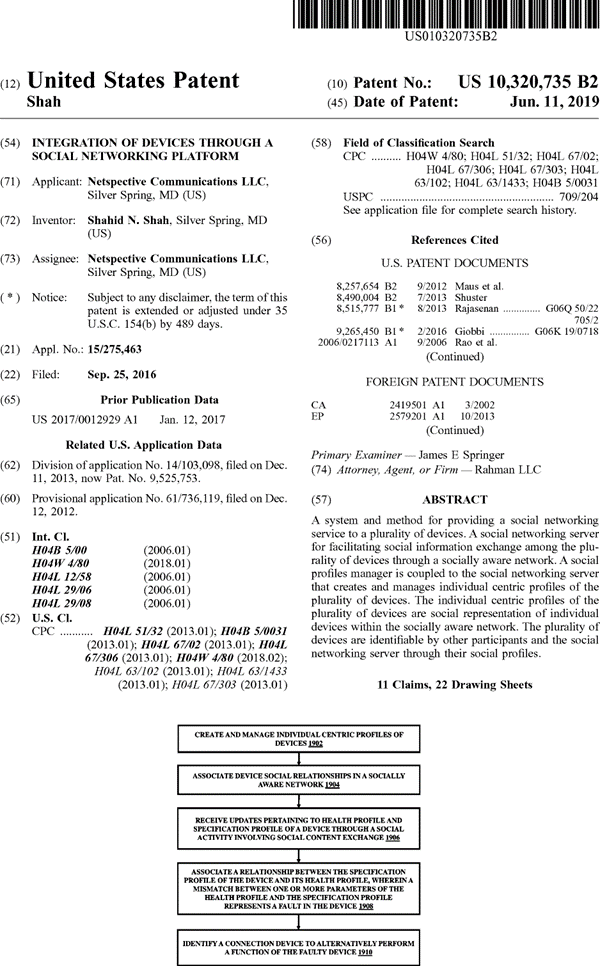 US010320735B2
(12) United States Patent
Shah
(10) Patent No.: US 10,320,735 B2
(45) Date of Patent: Jun. 11, 2019
(54) INTEGRATION OF DEVICES THROUGH A
SOCIAL NETWORKING PLATFORM
(71) Applicant: Netspective Communications LLC,
Silver Spring, MD (US)
(72) Inventor: Shahid N. Shah, Silver Spring, MD
(US)
(73) Assignee: Netspective Communications LLC,
Silver Spring, MD (US)
( * ) Notice: Subject to any disclaimer, the term of this
patent is extended or adjusted under 35
U.S.C. 154(b) by 489 days.
(21) Appl. No.: 15/275,463
(22) Filed: Sep. 25, 2016
(65) Prior Publication Data
US 2017/0012929 A1 Jan. 12, 2017
Related U.S. Application Data
(62) Division of application No. 14/103,098, filed on Dec.
11, 2013, now Pat. No. 9,525,753.
(60) Provisional application No. 61/736,119, filed on Dec.
12, 2012.
(51) Int. Cl.
H04B 5/00 (2006.01)
H04W 4/80 (2018.01)
H04L 12/58 (2006.01)
H04L 29/06 (2006.01)
H04L 29/08 (2006.01)
(52) U.S. Cl.
CPC ........... H04L 51/32 (2013.01); H04B 5/0031
(2013.01); H04L 67/02 (2013.01); H04L
67/306 (2013.01); H04W 4/80 (2018.02);
H04L 63/102 (2013.01); H04L 63/1433
(2013.01); H04L 67/303 (2013.01)
(58) Field of Classification Search
CPC .......... H04W 4/80; H04L 51/32; H04L 67/02;
H04L 67/306; H04L 67/303; H04L
63/102; H04L 63/1433; H04B 5/0031
USPC .......................................................... 709/204
See application file for complete search history.
(56) References Cited
U.S. PATENT DOCUMENTS
8,257,654 B2 9/2012 Maus et al.
8,490,004 B2 7/2013 Shuster
8,515,777 B1 * 8/2013 Rajasenan .............. G06Q 50/22
705/2
9,265,450 B1 * 2/2016 Giobbi ............... G06K 19/0718
2006/0217113 A1 9/2006 Rao et al.
(Continued)
FOREIGN PATENT DOCUMENTS
CA 2419501 A1 3/2002
EP 2579201 A1 10/2013
(Continued)
Primary Examiner — James E Springer
(74) Attorney, Agent, or Firm — Rahman LLC
(57) ABSTRACT
A system and method for providing a social networking
service to a plurality of devices. A social networking server
for facilitating social information exchange among the plu-
rality of devices through a socially aware network. A social
profiles manager is coupled to the social networking server
that creates and manages individual centric profiles of the
plurality of devices. The individual centric profiles of the
plurality of devices are social representation of individual
devices within the socially aware network. The plurality of
devices are identifiable by other participants and the social
networking server through their social profiles.
11 Claims, 22 Drawing Sheets
CREATE AND MANAGE INDIVIDUAL CENTRIC PROFILES OF
DEVICES 1902
ASSOCIATE DEVICE SOCIAL RELATIONSHIPS IN A SOCIALLY
AWARE NETWORK 1904
RECEIVE UPDATES PERTAINING TO HEALTH PROFILE AND
SPECIFICATION PROFILE OF A DEVICE THROUGH A SOCIAL
ACTIVITY INVOLVING SOCIAL CONTENT EXCHANGE 1906
ASSOCIATE A RELATIONSHIP BETWEEN THE SPECIFICATION
PROFILE OF THE DEVICE AND ITS HEALTH PROFILE, WHEREIN A
MISMATCH BETWEEN ONE OR MORE PARAMETERS OF THE
HEALTH PROFILE AND THE SPECIFICATION PROFILE
REPRESENTS A FAULT IN THE DEVICE 1908
IDENTIFY A CONNECTION DEVICE TO ALTERNATIVELY PERFORM
A FUNCTION OF THE FAULTY DEVICE 1910